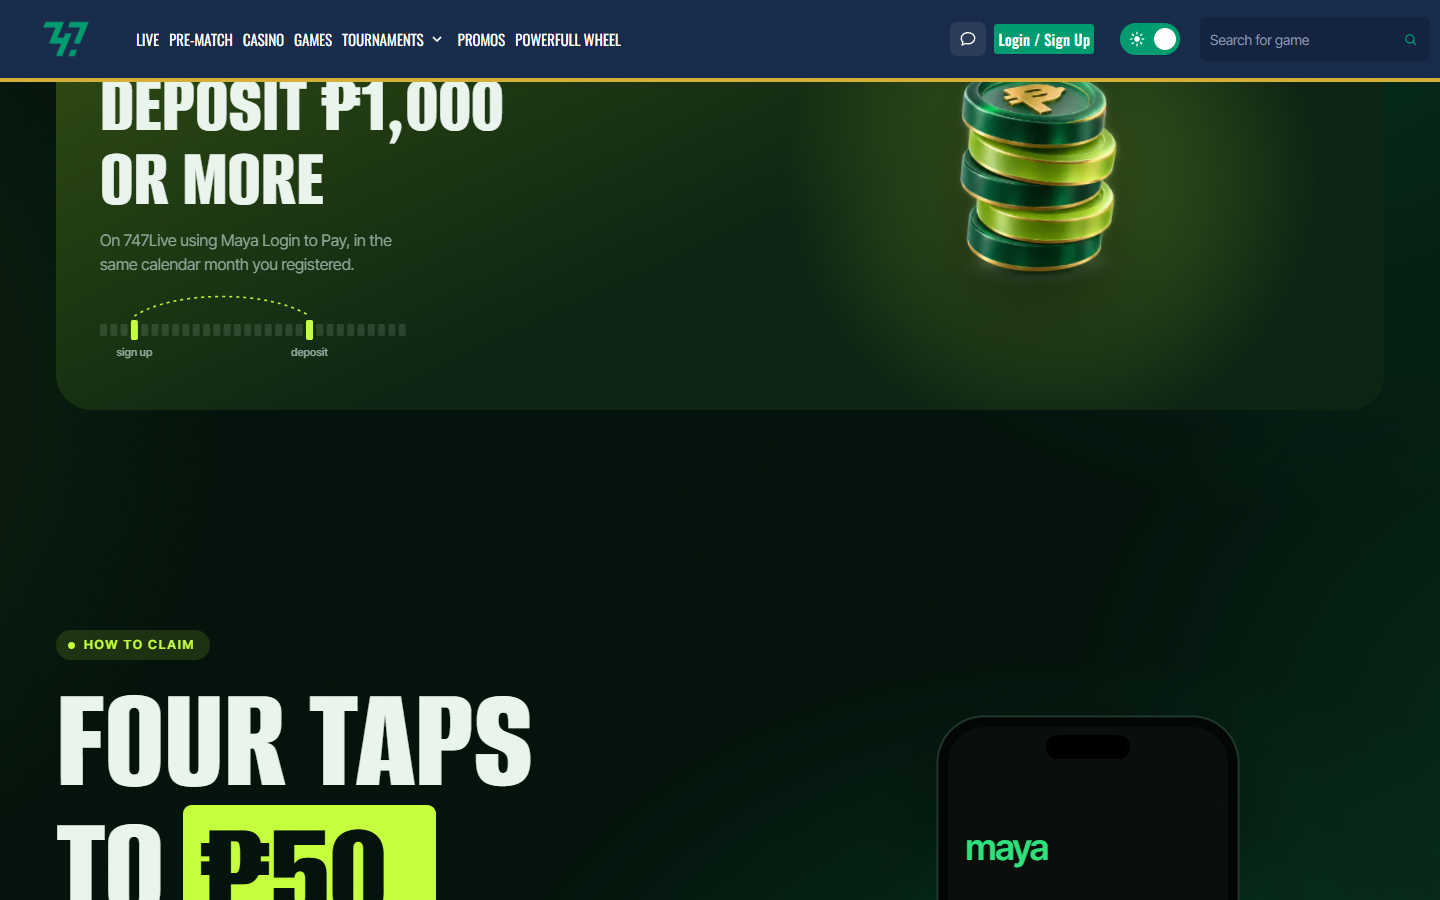 747
LIVE PRE-MATCH CASINO GAMES TOURNAMENTS PROMOS POWERFULL WHEEL
Login / Sign Up
Search for game
DEPOSIT ₱1,000
OR MORE
On 747Live using Maya Login to Pay, in the
same calendar month you registered.
sign up
deposit
HOW TO CLAIM
FOUR TAPS
TO ₱50
maya